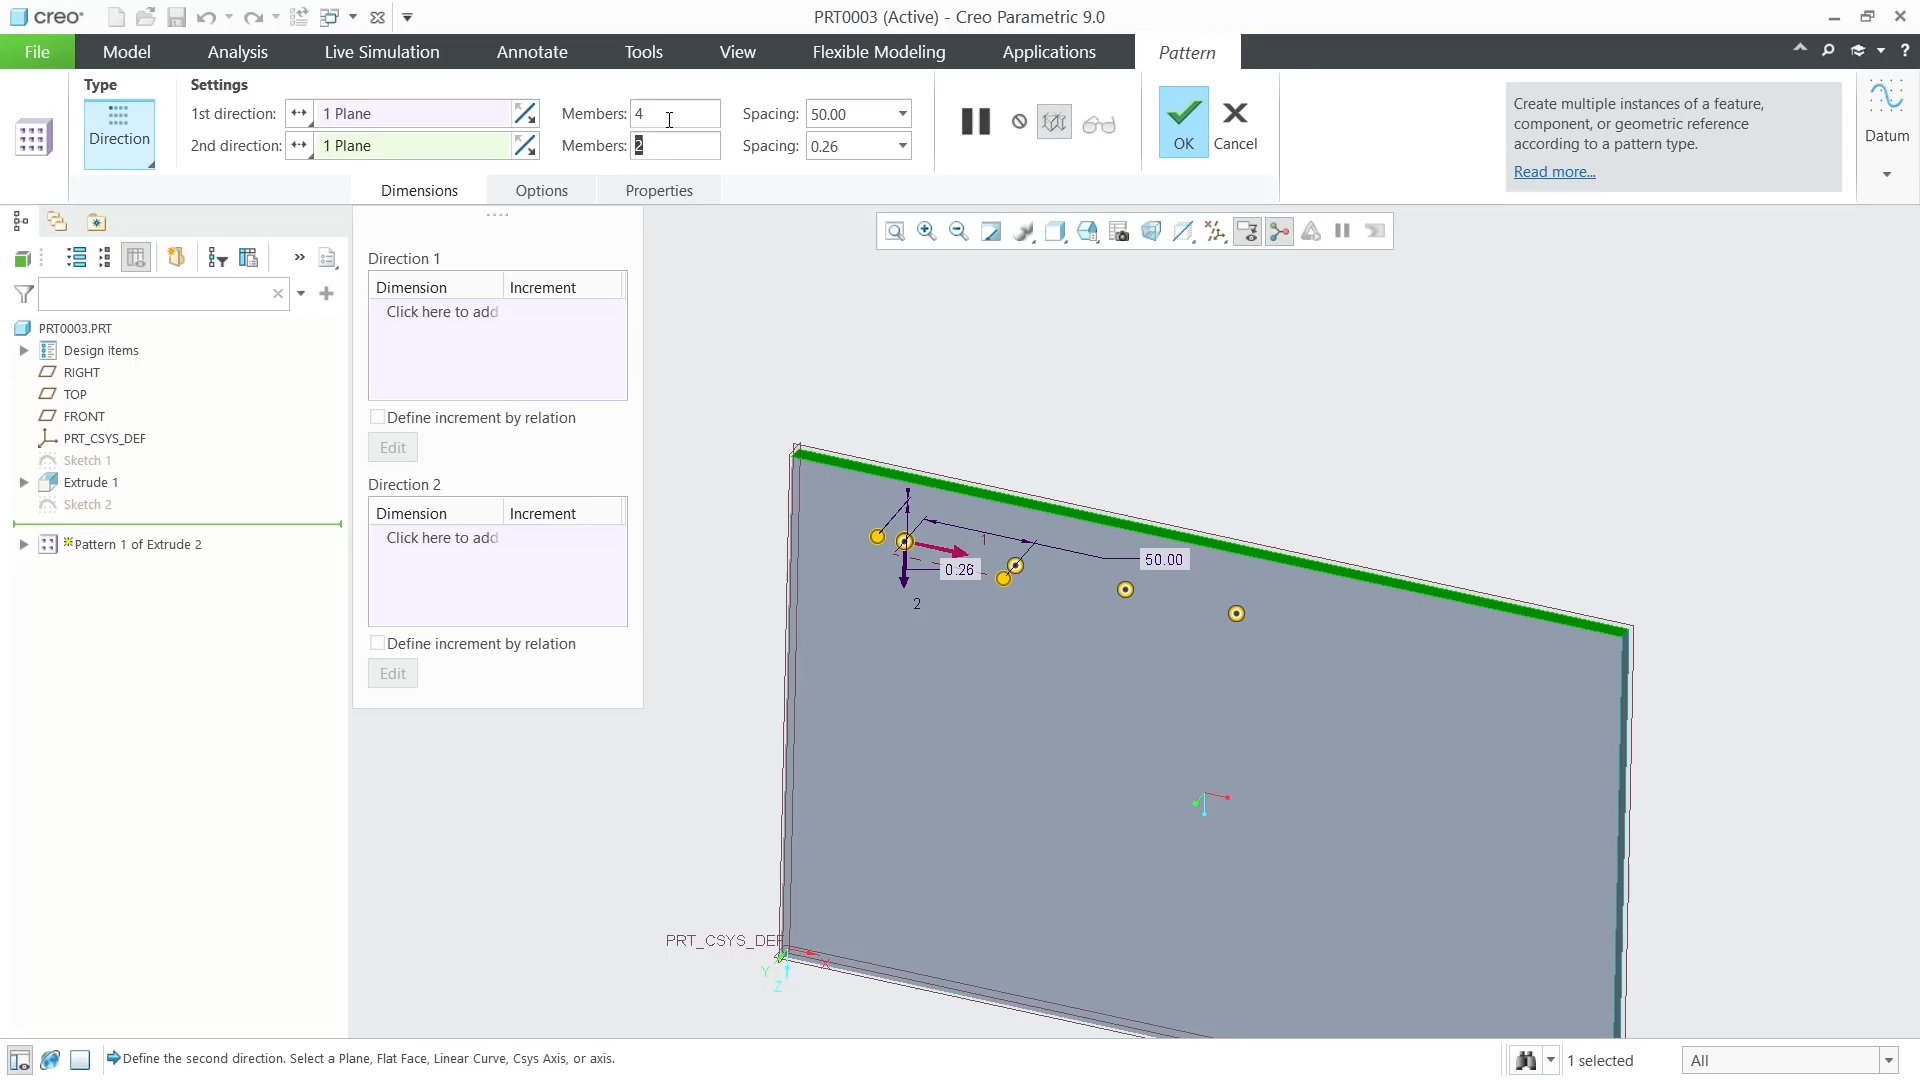 creo
PRT0003 (Active) - Creo Parametric 9.0
File
Model
Analysis
Live Simulation
Annotate
Tools
View
Flexible Modeling
Applications
Pattern
Type
Settings
Direction
1st direction:
1 Plane
Members:
4
Spacing:
50.00
2nd direction:
1 Plane
Members:
2
Spacing:
0.26
OK
Cancel
Create multiple instances of a feature,
component, or geometric reference
according to a pattern type.
Read more...
Datum
Dimensions
Options
Properties
PRT0003.PRT
Design Items
RIGHT
TOP
FRONT
PRT_CSYS_DEF
Sketch 1
Extrude 1
Sketch 2
Pattern 1 of Extrude 2
Direction 1
Dimension
Increment
Click here to add
Define increment by relation
Edit
Direction 2
Dimension
Increment
Click here to add
Define increment by relation
Edit
1
50.00
0.26
2
PRT_CSYS_DEF
X
Y
Z
Define the second direction. Select a Plane, Flat Face, Linear Curve, Csys Axis, or axis.
1 selected
All